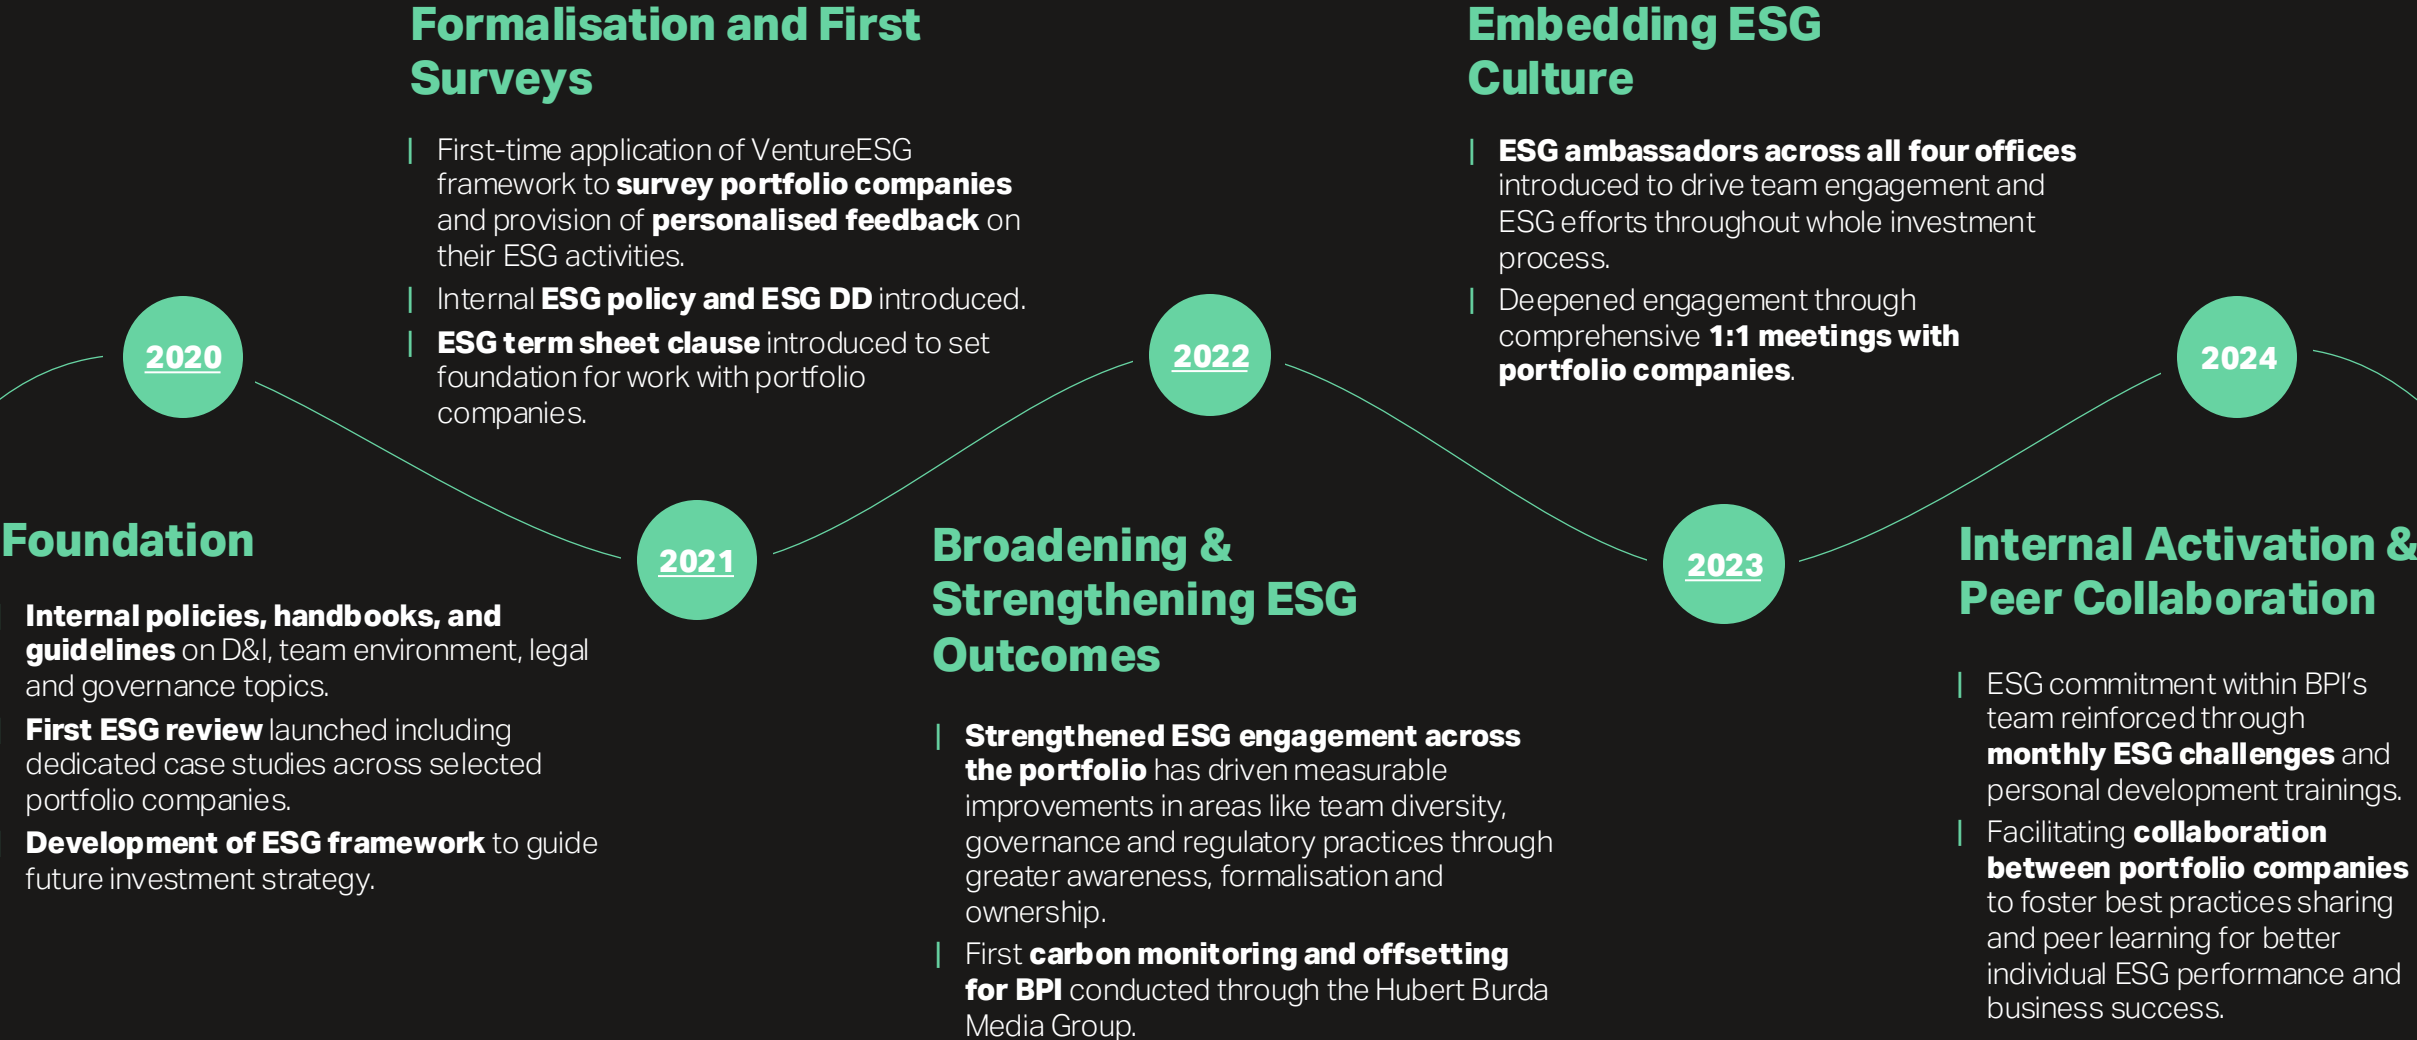 2020
Foundation
Internal policies, handbooks, and
guidelines on D&I, team environment, legal
and governance topics.
First ESG review launched including
dedicated case studies across selected
portfolio companies.
Development of ESG framework to guide
future investment strategy.
Formalisation and First
Surveys
First-time application of VentureESG
framework to survey portfolio companies
and provision of personalised feedback on
their ESG activities.
Internal ESG policy and ESG DD introduced.
ESG term sheet clause introduced to set
foundation for work with portfolio
companies.
2021
2022
Broadening &
Strengthening ESG
Outcomes
Strengthened ESG engagement across
the portfolio has driven measurable
improvements in areas like team diversity,
governance and regulatory practices through
greater awareness, formalisation and
ownership.
First carbon monitoring and offsetting
for BPI conducted through the Hubert Burda
Media Group.
Embedding ESG
Culture
ESG ambassadors across all four offices
introduced to drive team engagement and
ESG efforts throughout whole investment
process.
Deepened engagement through
comprehensive 1:1 meetings with
portfolio companies.
2023
2024
Internal Activation &
Peer Collaboration
ESG commitment within BPI's
team reinforced through
monthly ESG challenges and
personal development trainings.
Facilitating collaboration
between portfolio companies
to foster best practices sharing
and peer learning for better
individual ESG performance and
business success.